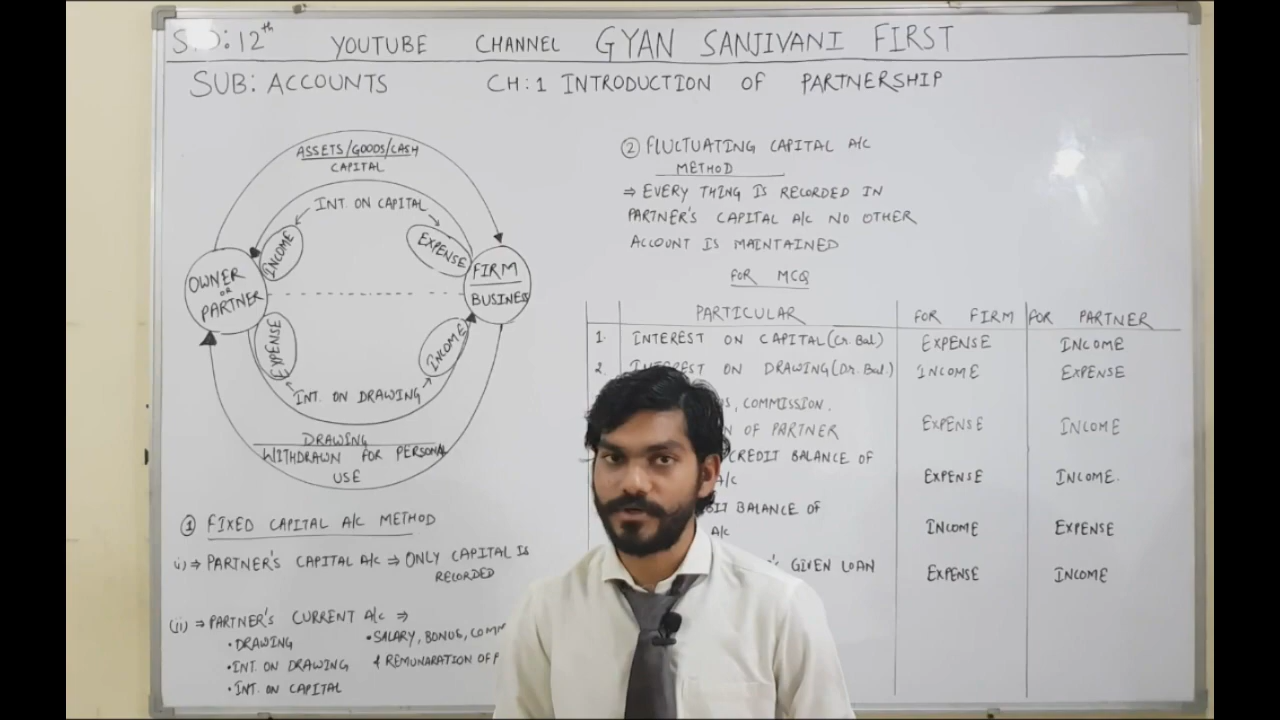 S.D: 12th YOUTUBE CHANNEL GYAN SANJIVANI FIRST
SUB: ACCOUNTS CH: 1 INTRODUCTION OF PARTNERSHIP
ASSETS/GOODS/CASH
CAPITAL
INT. ON CAPITAL
INCOME
EXPENSE
OWNER
OR
PARTNER
FIRM
BUSINESS
EXPENSE
INCOME
INT. ON DRAWING
DRAWING
WITHDRAWN FOR PERSONAL
USE
① FIXED CAPITAL A/C METHOD
i) ⇒ PARTNER'S CAPITAL A/C ⇒ ONLY CAPITAL IS
RECORDED
(ii) ⇒ PARTNER'S CURRENT A/C ⇒
• DRAWING • SALARY, BONUS, COMM
• INT. ON DRAWING & REMUNARATION OF P
• INT. ON CAPITAL
② FLUCTUATING CAPITAL A/C
METHOD
⇒ EVERY THING IS RECORDED IN
PARTNER'S CAPITAL A/C NO OTHER
ACCOUNT IS MAINTAINED
FOR MCQ
PARTICULAR FOR FIRM FOR PARTNER
1. INTEREST ON CAPITAL (Cr. Bal.) EXPENSE INCOME
2. INTEREST ON DRAWING (Dr. Bal.) INCOME EXPENSE
, COMMISSION,
OF PARTNER EXPENSE INCOME
CREDIT BALANCE OF
A/C EXPENSE INCOME.
BALANCE OF
A/C INCOME EXPENSE
GIVEN LOAN EXPENSE INCOME